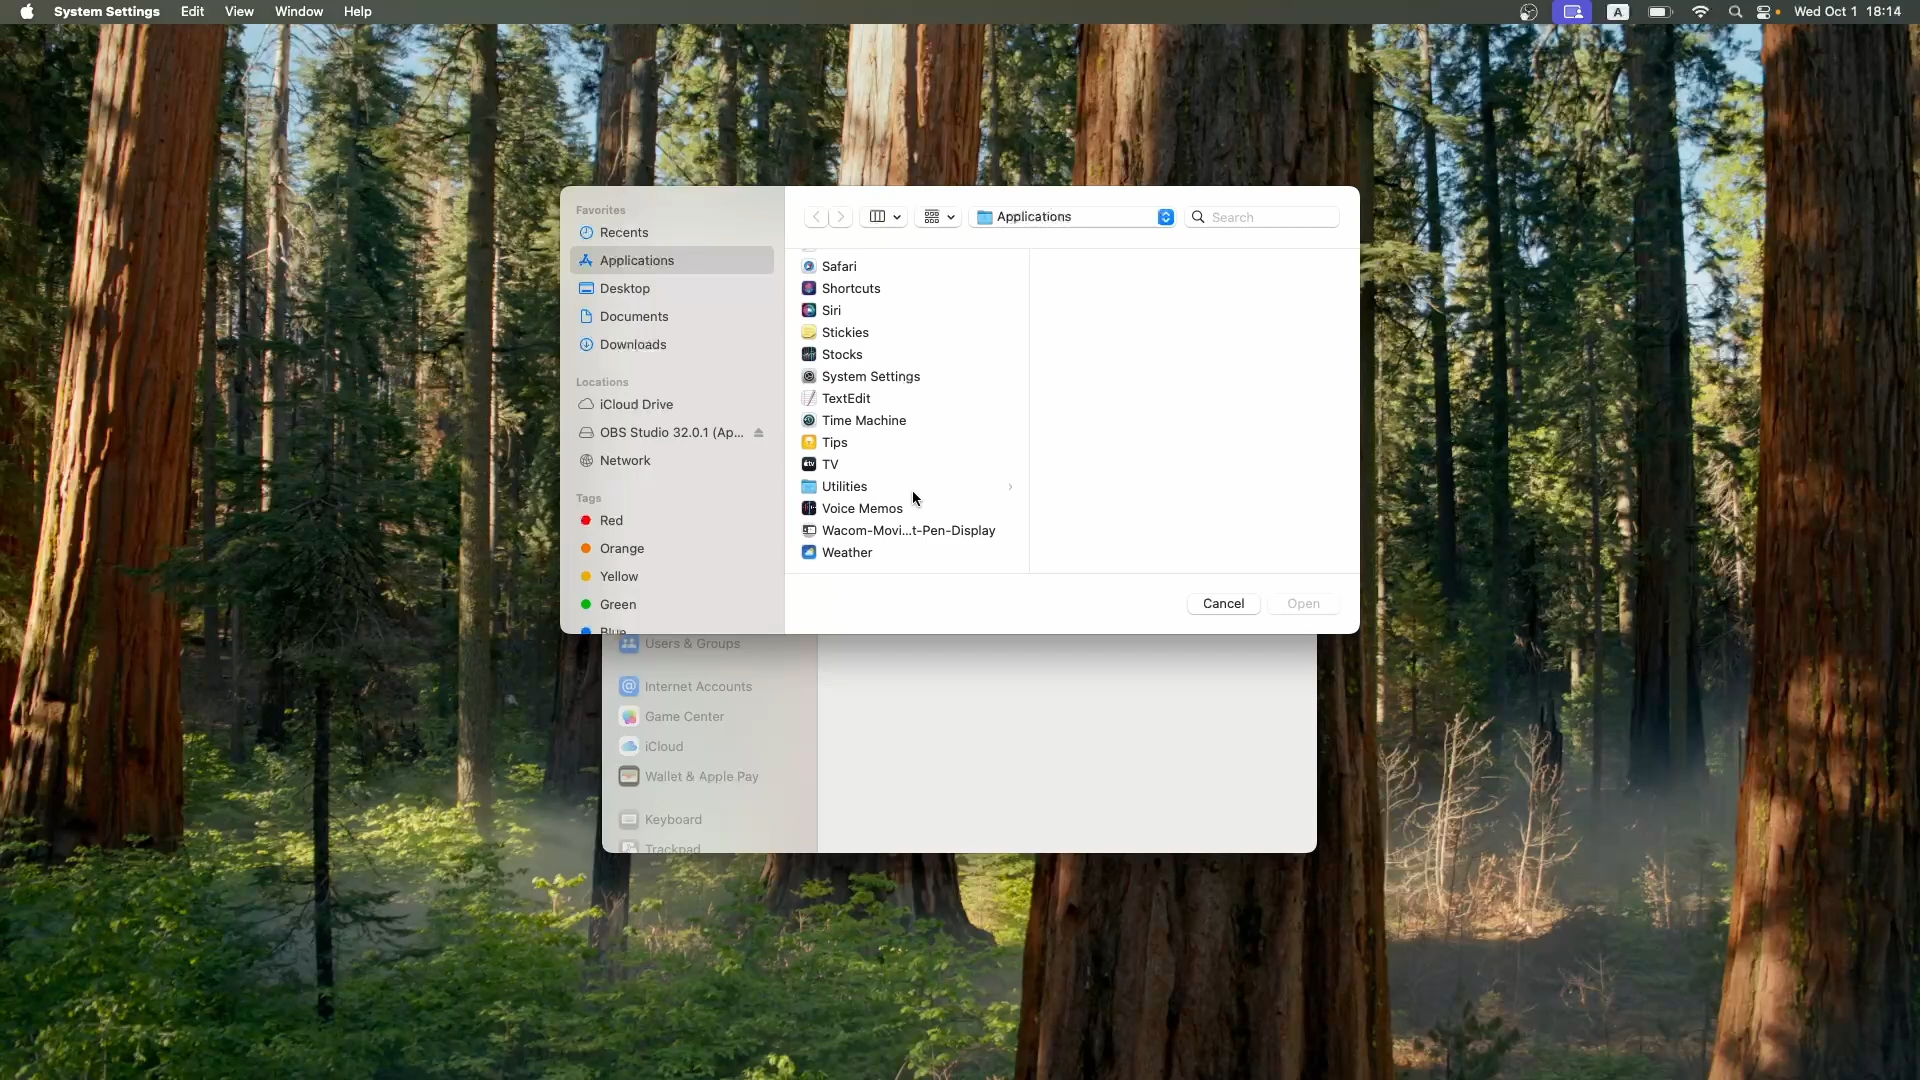 System Settings Edit View Window Help
A
Wed Oct 1 18:14
Favorites
Recents
Applications
Desktop
Documents
Downloads
Locations
iCloud Drive
OBS Studio 32.0.1 (Ap...
Network
Tags
Red
Orange
Yellow
Green
Blue
Applications
Search
Safari
Shortcuts
Siri
Stickies
Stocks
System Settings
TextEdit
Time Machine
Tips
TV
Utilities
Voice Memos
Wacom-Movi...t-Pen-Display
Weather
Cancel
Open
Users & Groups
Internet Accounts
Game Center
iCloud
Wallet & Apple Pay
Keyboard
Trackpad